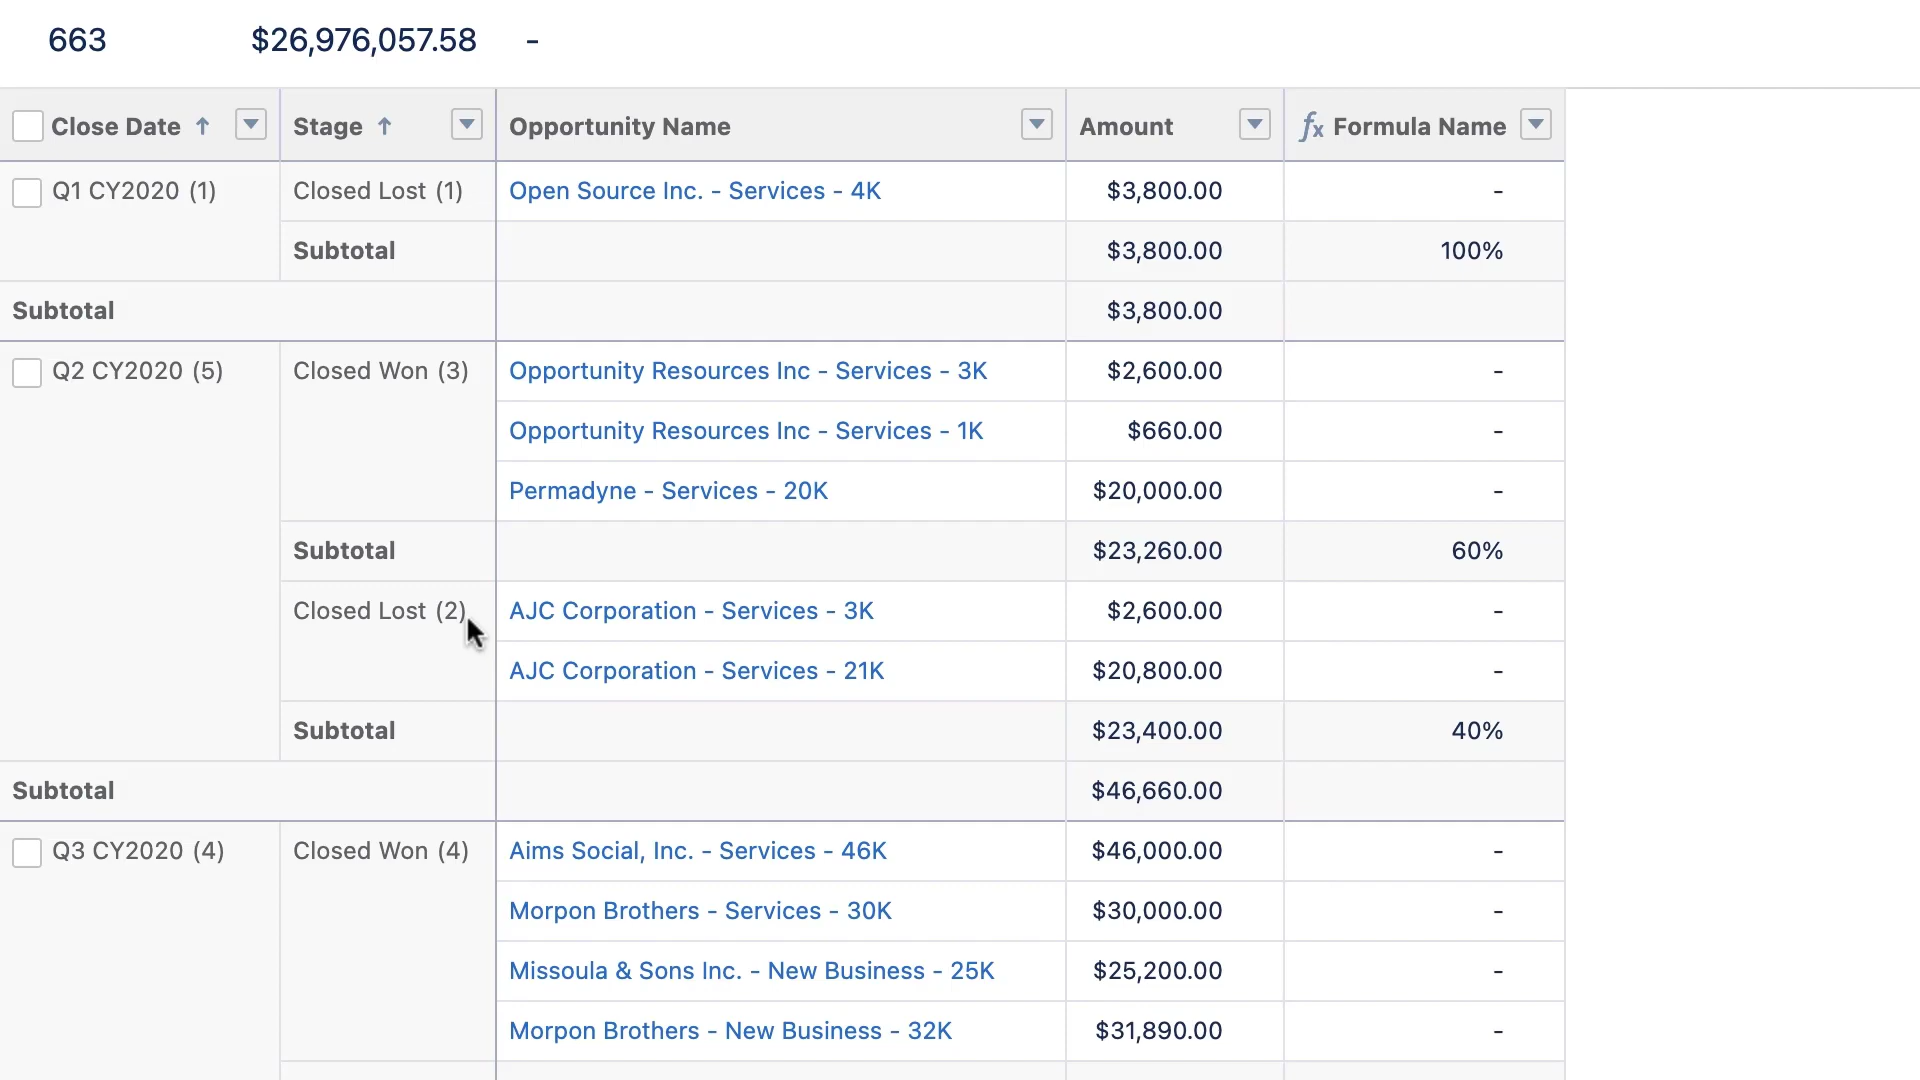 663 $26,976,057.58 -
Close Date ↑ Stage ↑ Opportunity Name Amount fx Formula Name
Q1 CY2020 (1) Closed Lost (1) Open Source Inc. - Services - 4K $3,800.00 -
Subtotal $3,800.00 100%
Subtotal $3,800.00
Q2 CY2020 (5) Closed Won (3) Opportunity Resources Inc - Services - 3K $2,600.00 -
Opportunity Resources Inc - Services - 1K $660.00 -
Permadyne - Services - 20K $20,000.00 -
Subtotal $23,260.00 60%
Closed Lost (2) AJC Corporation - Services - 3K $2,600.00 -
AJC Corporation - Services - 21K $20,800.00 -
Subtotal $23,400.00 40%
Subtotal $46,660.00
Q3 CY2020 (4) Closed Won (4) Aims Social, Inc. - Services - 46K $46,000.00 -
Morpon Brothers - Services - 30K $30,000.00 -
Missoula & Sons Inc. - New Business - 25K $25,200.00 -
Morpon Brothers - New Business - 32K $31,890.00 -